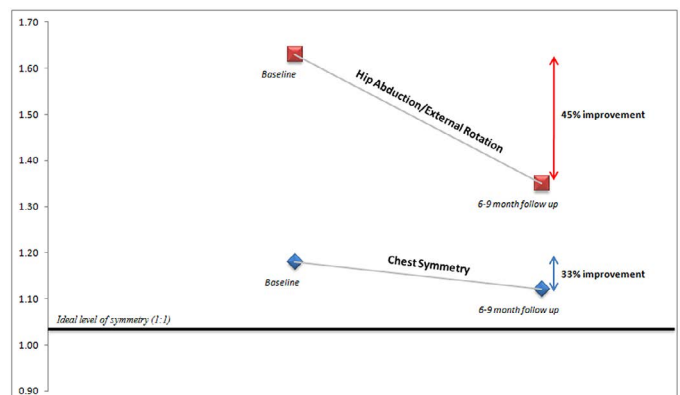 1.70
1.60
Baseline
Hip Abduction/External Rotation
1.50
45% improvement
1.40
1.30
6-9 month follow up
1.20
Chest Symmetry
Baseline
33% improvement
1.10
6-9 month follow up
Ideal level of symmetry (1:1)
1.00
0.90